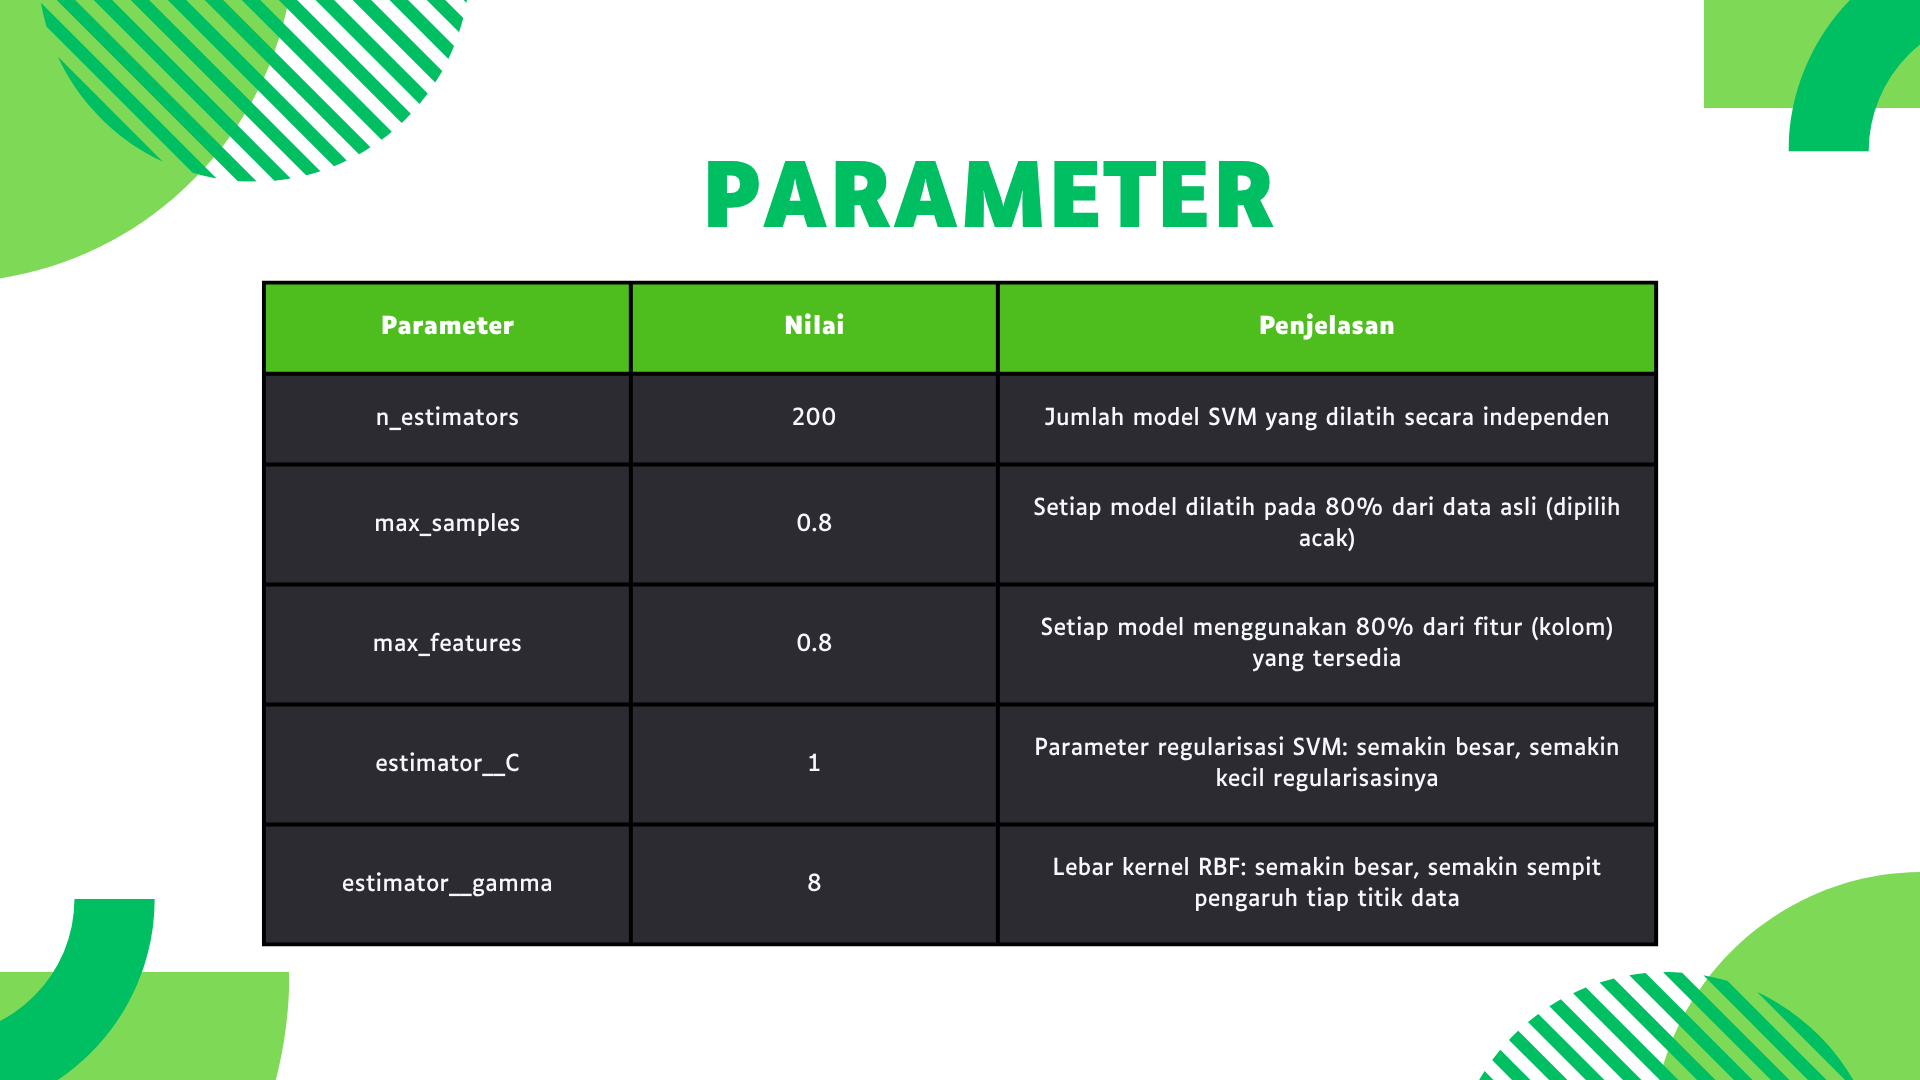 PARAMETER
Parameter
Nilai
Penjelasan
n_estimators
200
Jumlah model SVM yang dilatih secara independen
max_samples
0.8
Setiap model dilatih pada 80% dari data asli (dipilih
acak)
max_features
0.8
Setiap model menggunakan 80% dari fitur (kolom)
yang tersedia
estimator__C
1
Parameter regularisasi SVM: semakin besar, semakin
kecil regularisasinya
estimator__gamma
8
Lebar kernel RBF: semakin besar, semakin sempit
pengaruh tiap titik data